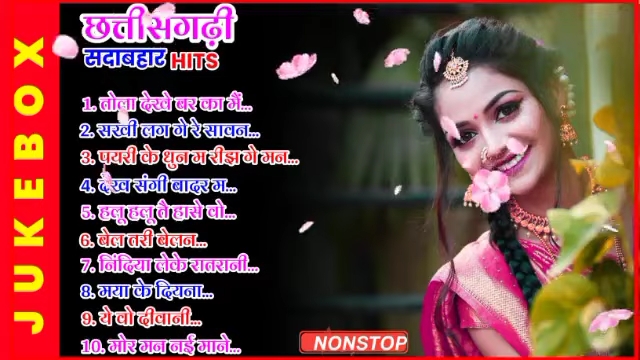 JUKEBOX
छत्तीसगढ़ी
सदाबहार HITS
1. तोला देखे बर का मैं...
2. सखी लग गे रे सावन...
3. पयरी के धुन म रीझ गे मन...
4. देख संगी बादर म...
5. हलू हलू तै हासे वो...
6. बेल तरी बेलन...
7. निंदिया लेके रातरानी...
8. मया के दियना...
9. ये वो दीवानी...
10. मोर मन नई माने...
NONSTOP